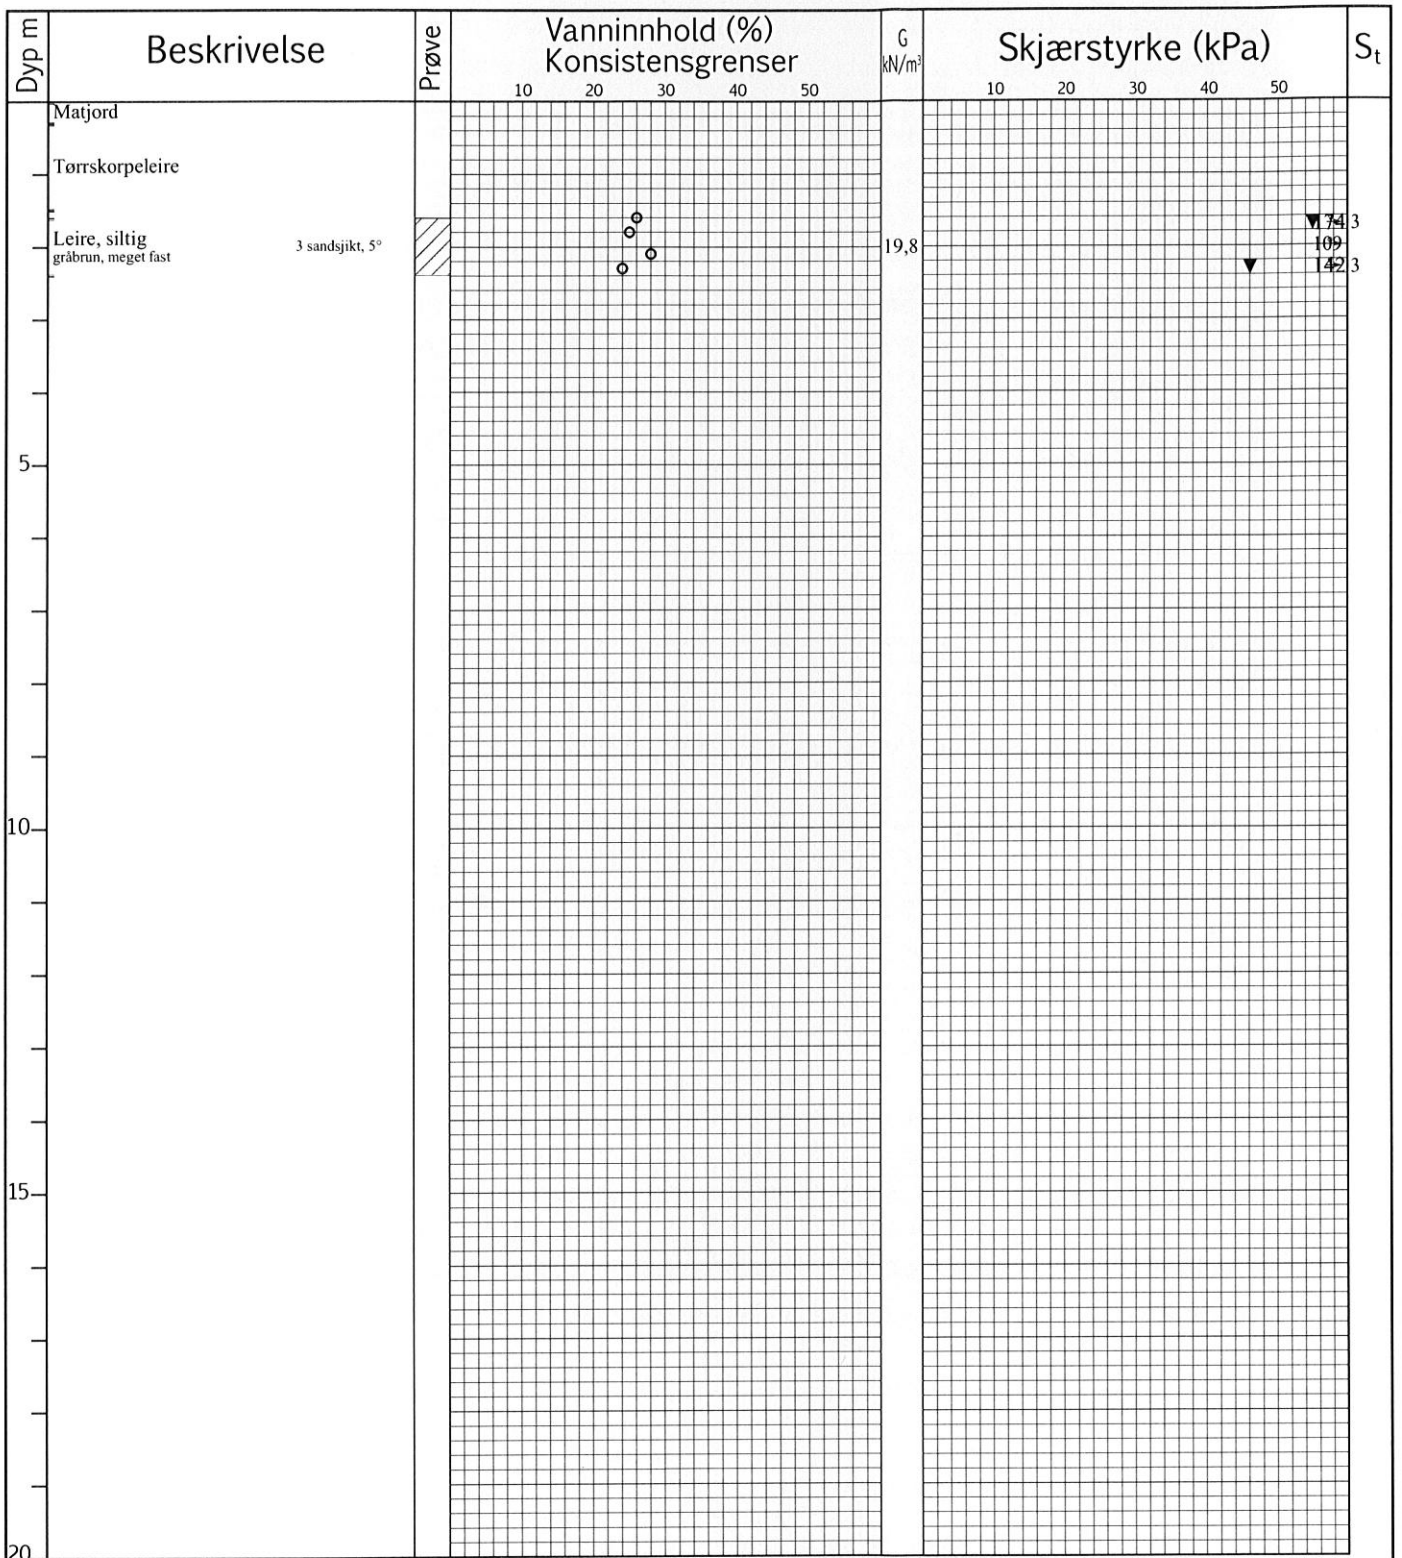 Dyp m
Beskrivelse
Prøve
Vanninnhold (%)
Konsistensgrenser
10 20 30 40 50
G
kN/m³
Skjærstyrke (kPa)
10 20 30 40 50
St
Matjord
Tørrskorpeleire
174 3
Leire, siltig
3 sandsjikt, 5°
19,8
109
gråbrun, meget fast
142 3
5
10
15
20